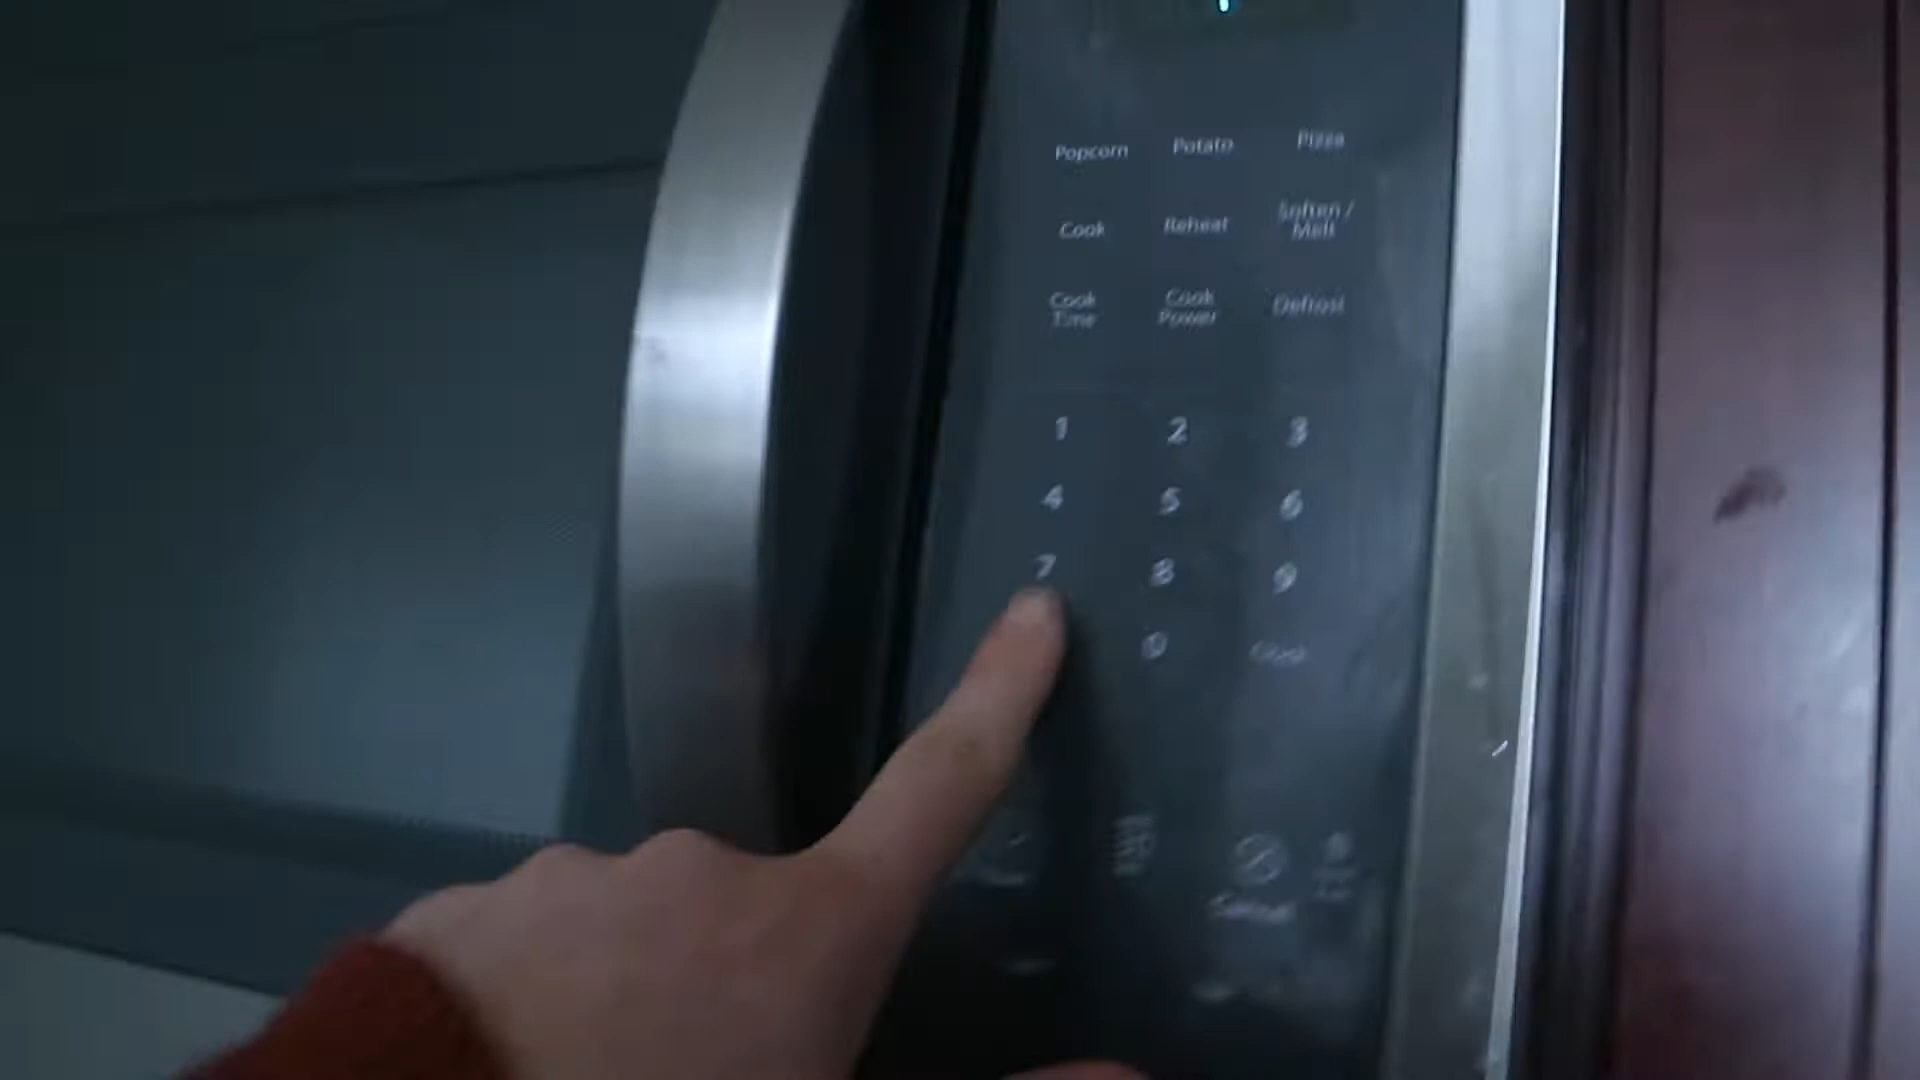 Popcorn Potato Pizza
Cook Reheat Soften /
Melt
Cook Cook Defrost
Time Power
1 2 3
4 5 6
7 8 9
0
Cancel